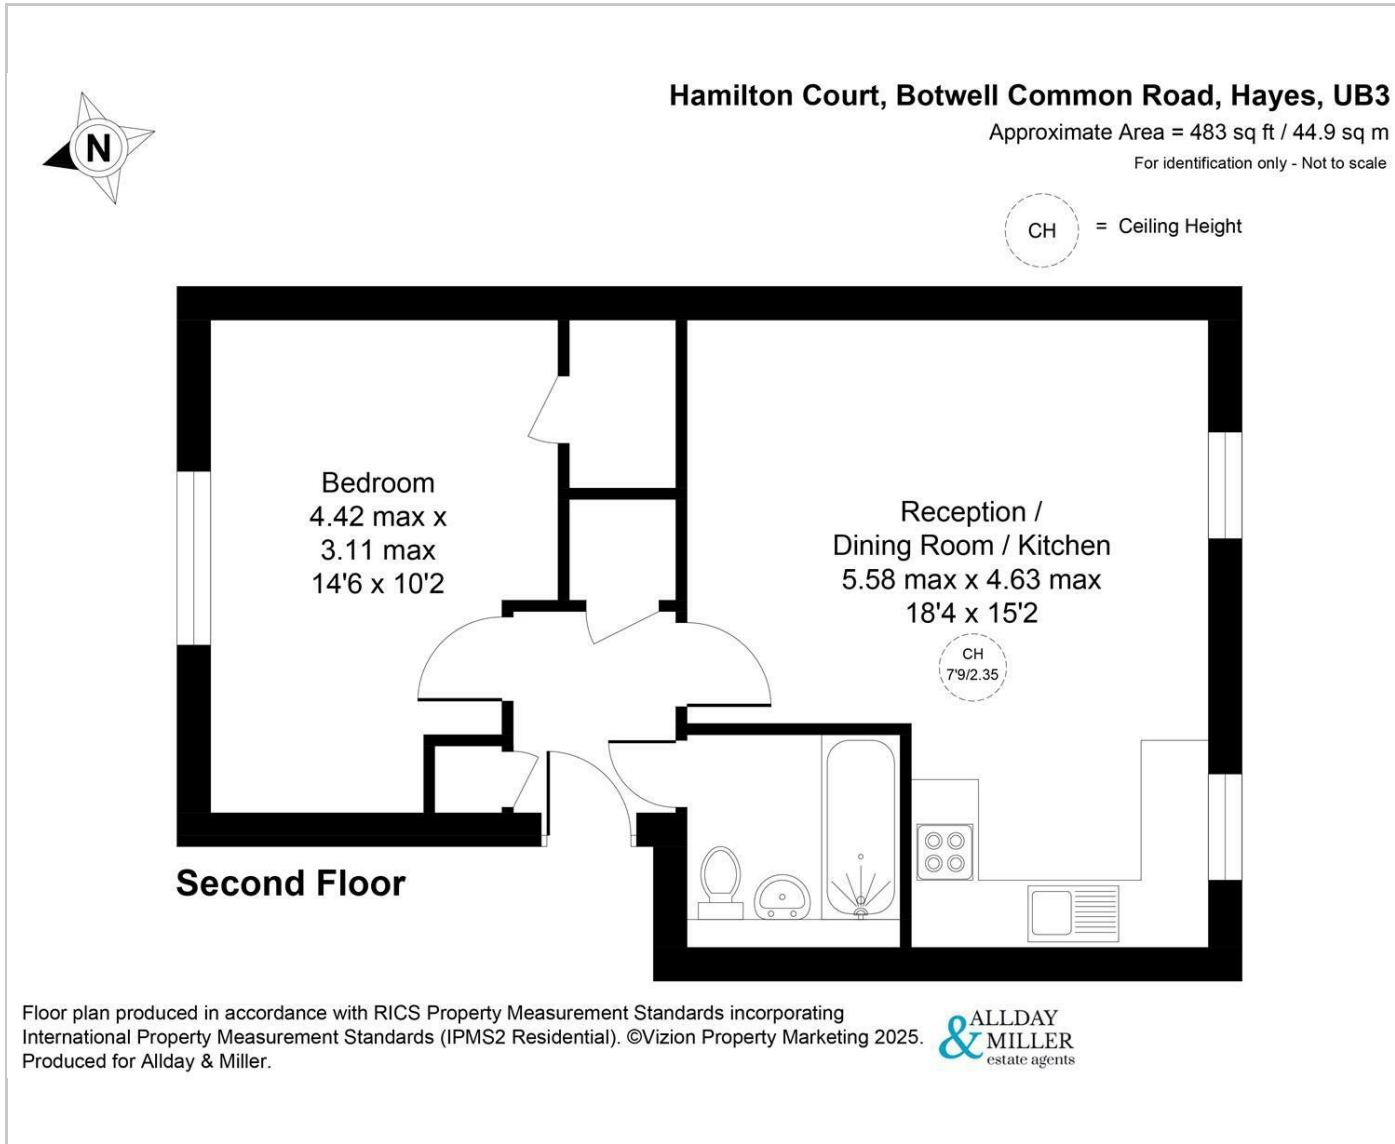 Hamilton Court, Botwell Common Road, Hayes, UB3
Approximate Area = 483 sq ft / 44.9 sq m
For identification only - Not to scale
N
CH = Ceiling Height
Bedroom
4.42 max x
3.11 max
14'6 x 10'2
Reception /
Dining Room / Kitchen
5.58 max x 4.63 max
18'4 x 15'2
CH
7'9/2.35
Second Floor
Floor plan produced in accordance with RICS Property Measurement Standards incorporating
International Property Measurement Standards (IPMS2 Residential). ©Vizion Property Marketing 2025.
Produced for Allday & Miller.
ALLDAY
& MILLER
estate agents